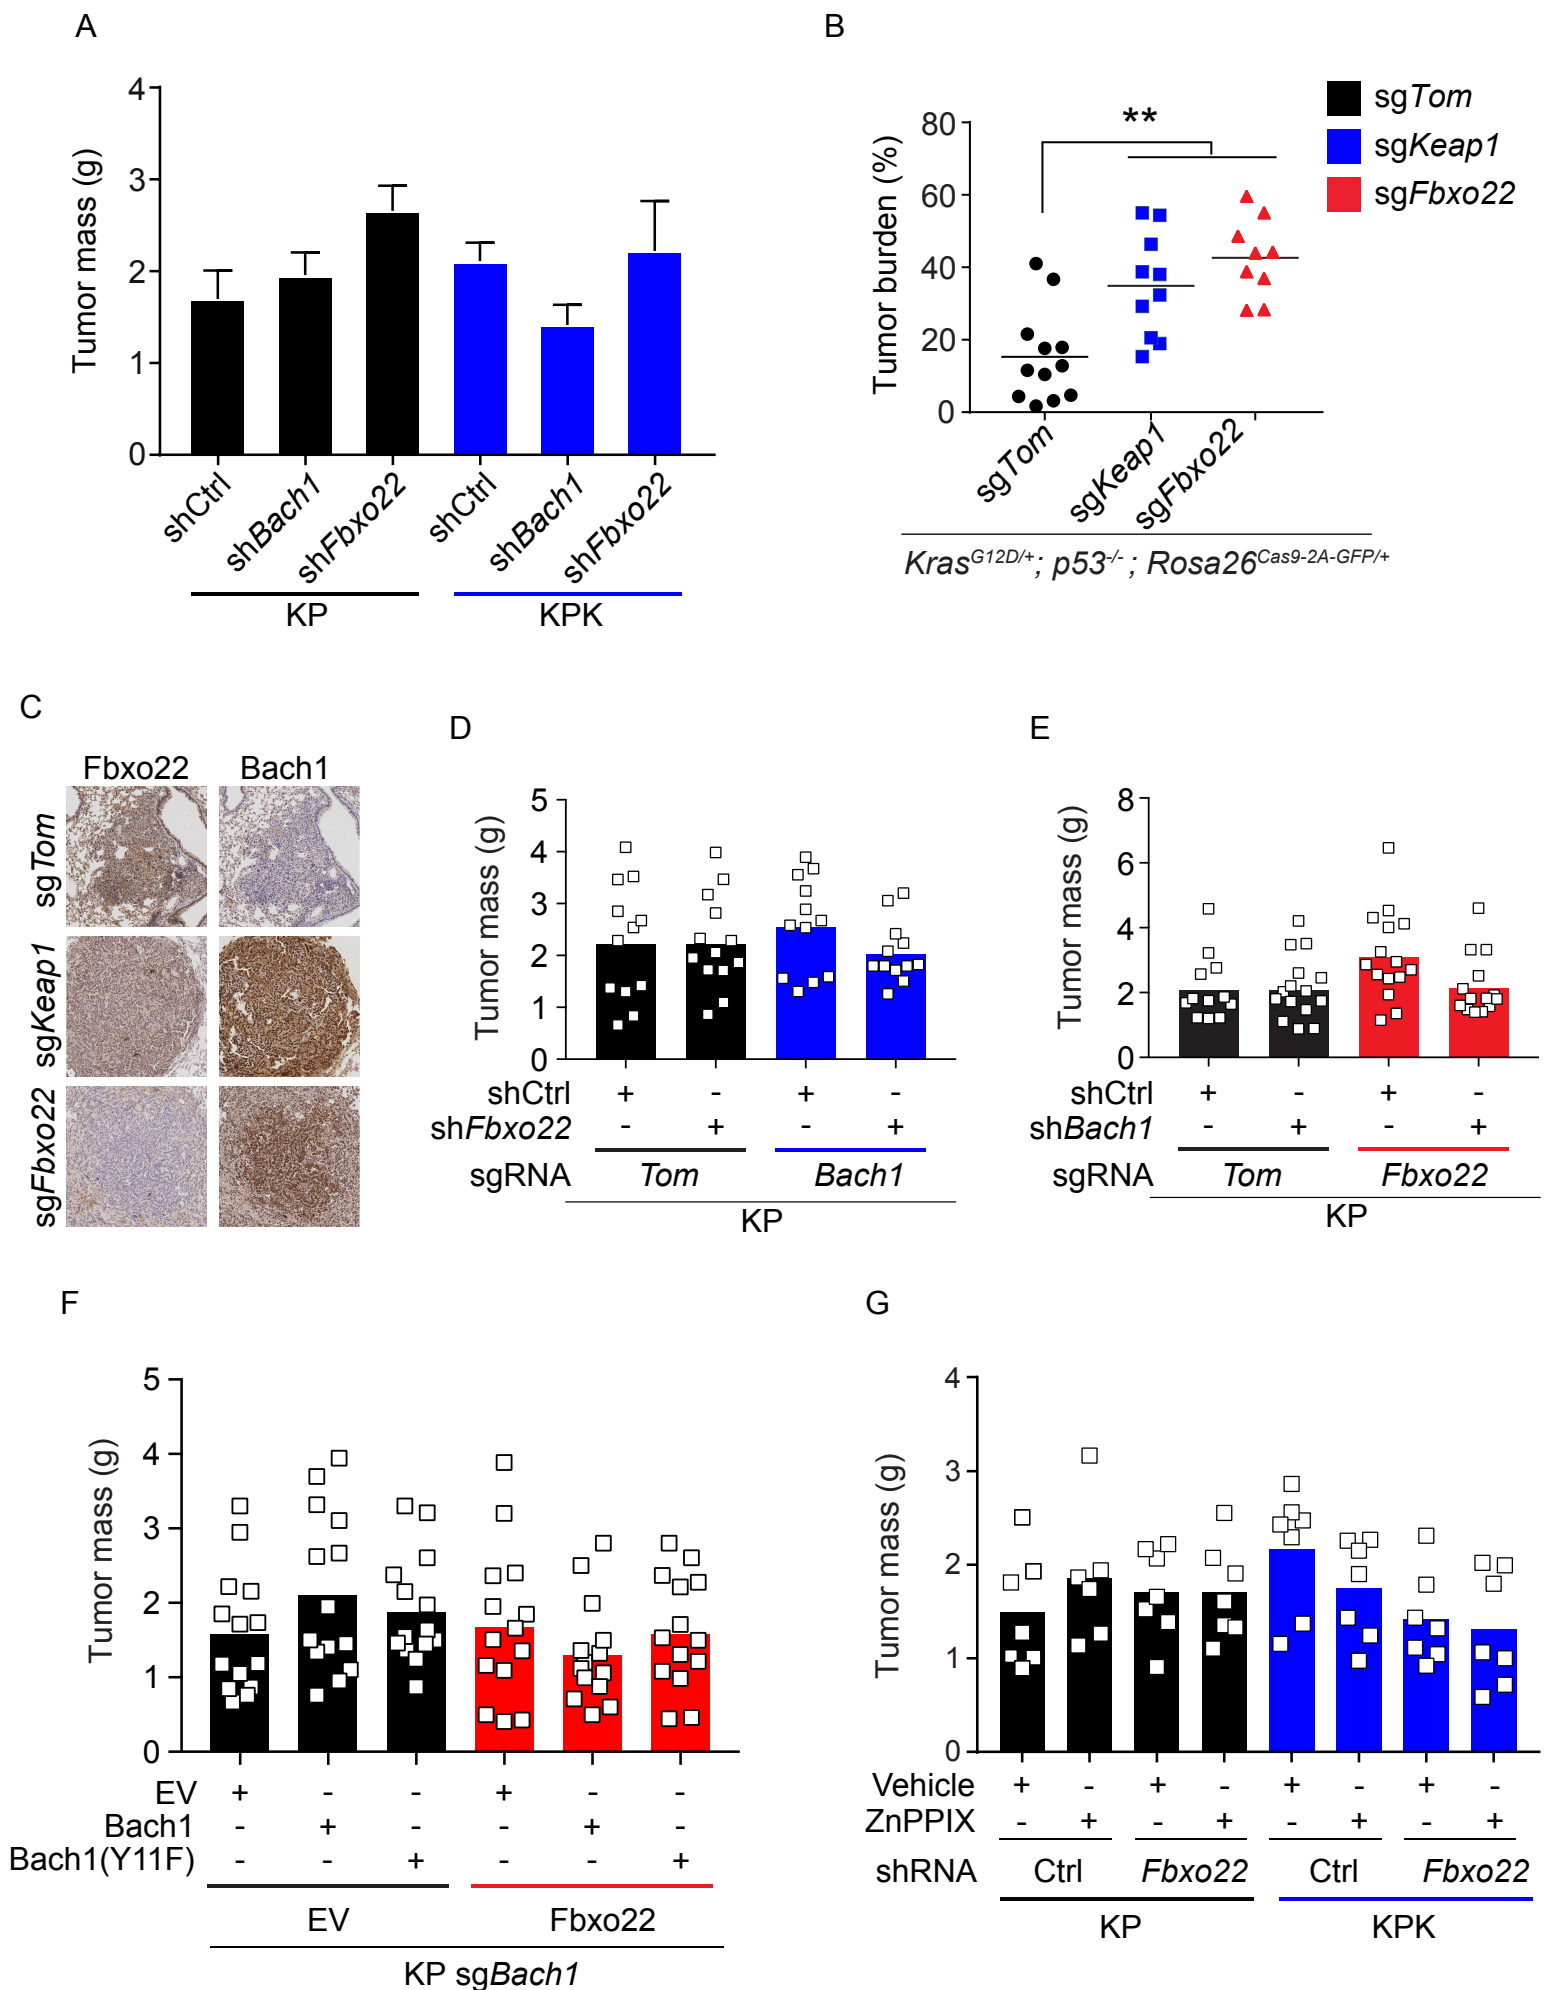 A
Tumor mass (g)
4
3
2
1
0
shCtrl
shBach1
shFbxo22
shCtrl
shBach1
shFbxo22
KP
KPK
B
Tumor burden (%)
80
60
40
20
0
**
sgTom
sgKeap1
sgFbxo22
sgTom
sgKeap1
sgFbxo22
Kras^G12D/+; p53^-/- ; Rosa26^Cas9-2A-GFP/+
C
Fbxo22 Bach1
sgTom
sgKeap1
sgFbxo22
D
Tumor mass (g)
5
4
3
2
1
0
shCtrl + - + -
shFbxo22 - + - +
sgRNA Tom Bach1
KP
E
Tumor mass (g)
8
6
4
2
0
shCtrl + - + -
shBach1 - + - +
sgRNA Tom Fbxo22
KP
F
Tumor mass (g)
5
4
3
2
1
0
EV + - - + - -
Bach1 - + - - + -
Bach1(Y11F) - - + - - +
EV Fbxo22
KP sgBach1
G
Tumor mass (g)
4
3
2
1
0
Vehicle + - + - + - + -
ZnPPIX - + - + - + - +
shRNA Ctrl Fbxo22 Ctrl Fbxo22
KP KPK